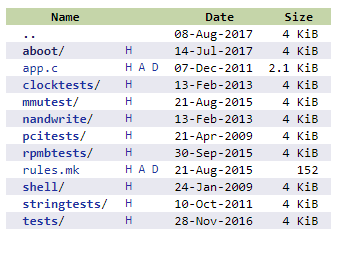 Name Date Size
.. 08-Aug-2017 4 KiB
aboot/ H 14-Jul-2017 4 KiB
app.c H A D 07-Dec-2011 2.1 KiB
clocktests/ H 13-Feb-2013 4 KiB
mmutest/ H 21-Aug-2015 4 KiB
nandwrite/ H 13-Feb-2013 4 KiB
pcitests/ H 21-Apr-2009 4 KiB
rpmbtests/ H 30-Sep-2015 4 KiB
rules.mk H A D 21-Aug-2015 152
shell/ H 24-Jan-2009 4 KiB
stringtests/ H 10-Oct-2011 4 KiB
tests/ H 28-Nov-2016 4 KiB